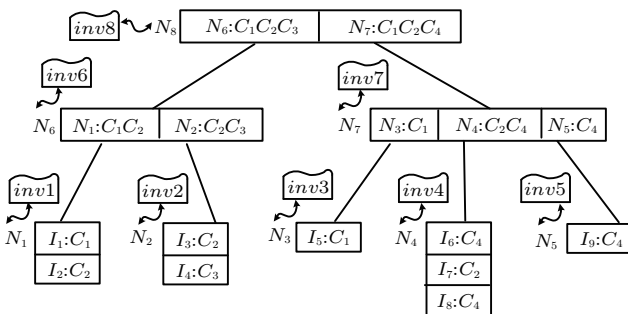 inv8 N₈ N₆:C₁C₂C₃ N₇:C₁C₂C₄
inv6 inv7
N₆ N₁:C₁C₂ N₂:C₂C₃ N₇ N₃:C₁ N₄:C₂C₄ N₅:C₄
inv1 inv2 inv3 inv4 inv5
N₁ I₁:C₁ N₂ I₃:C₂ N₃ I₅:C₁ N₄ I₆:C₄ N₅ I₉:C₄
I₂:C₂ I₄:C₃ I₇:C₂
I₈:C₄